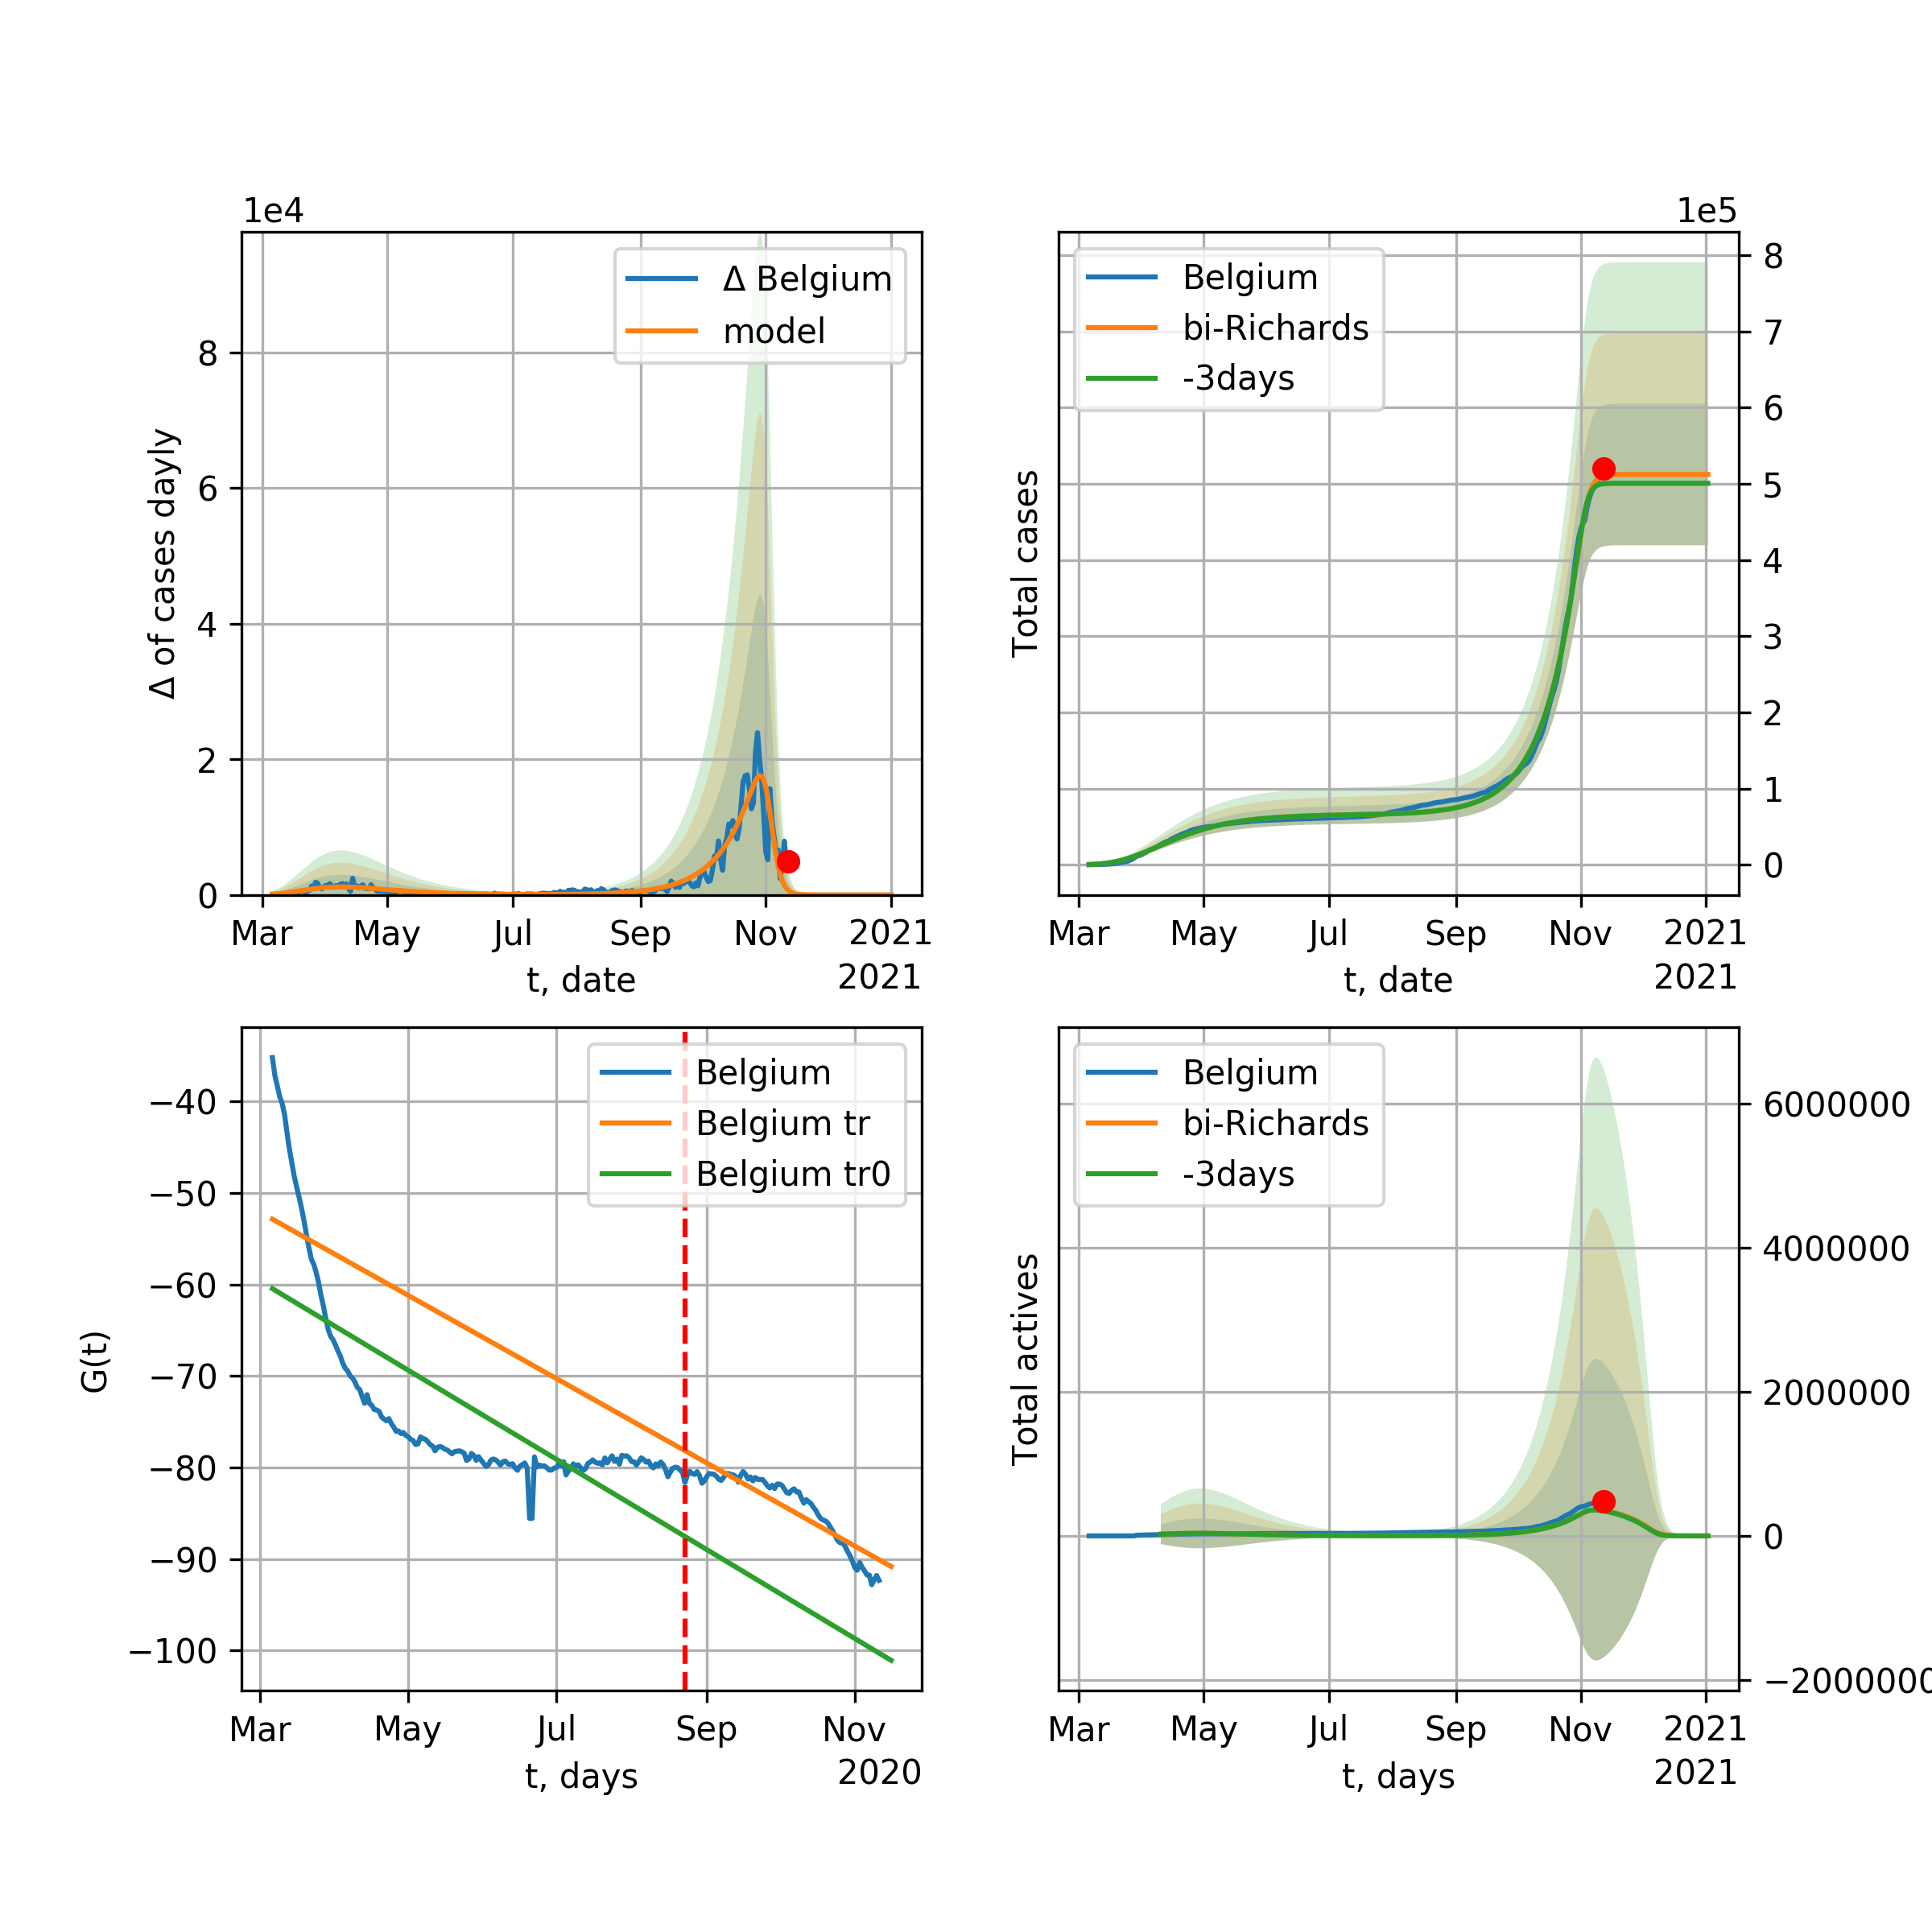 1e4
Δ Belgium
model
8
6
4
2
0
Δ of cases dayly
Mar May Jul Sep Nov 2021
t, date 2021
1e5
Belgium
bi-Richards
-3days
8
7
6
5
4
3
2
1
0
Total cases
Mar May Jul Sep Nov 2021
t, date 2021
Belgium
Belgium tr
Belgium tr0
−40
−50
−60
−70
−80
−90
−100
G(t)
Mar May Jul Sep Nov
t, days 2020
Belgium
bi-Richards
-3days
6000000
4000000
2000000
0
−2000000
Total actives
Mar May Jul Sep Nov 2021
t, days 2021